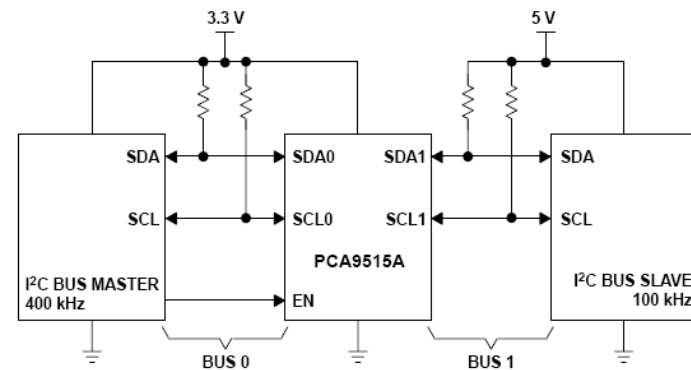 3.3 V
5 V
SDA
SDA0
SDA1
SDA
SCL
SCL0
SCL1
SCL
PCA9515A
I²C BUS MASTER
400 kHz
EN
I²C BUS SLAVE
100 kHz
BUS 0
BUS 1